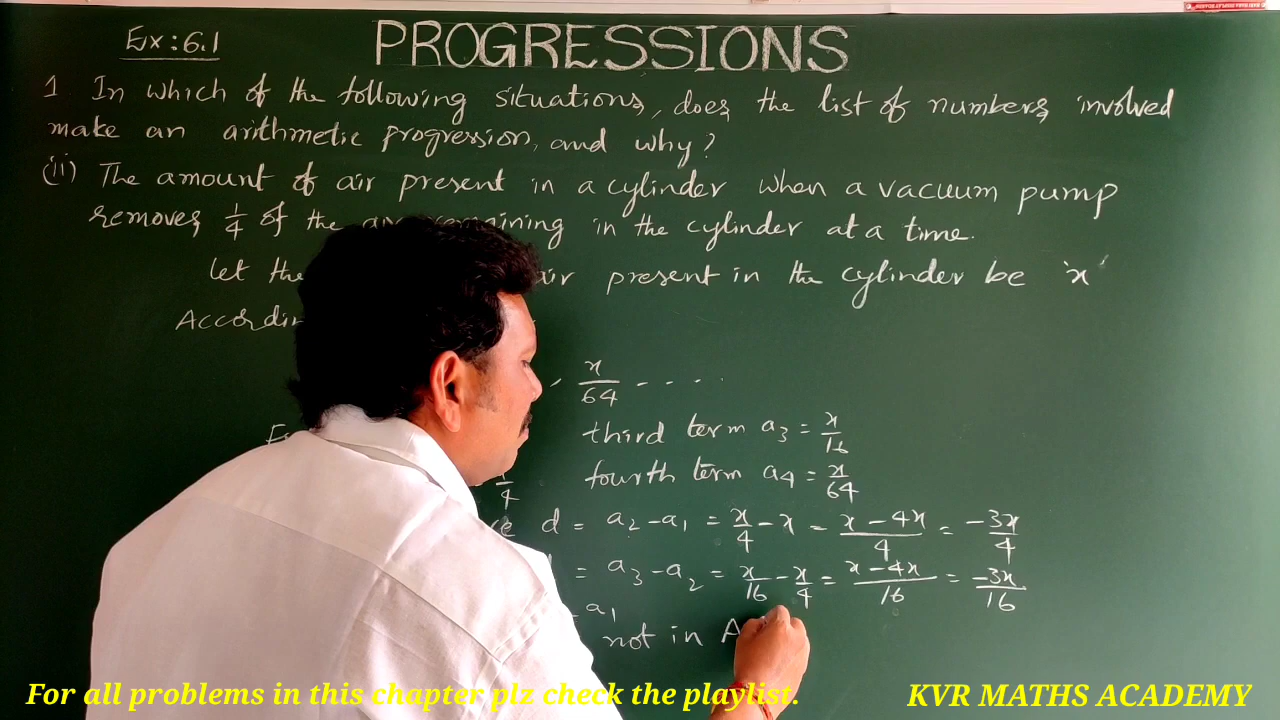 Ex: 6.1 PROGRESSIONS
1. In which of the following situations, does the list of numbers involved
make an arithmetic progression, and why?
(ii) The amount of air present in a cylinder when a vacuum pump
removes 1/4 of the remaining in the cylinder at a time.
let the air present in the cylinder be 'x'
, x/64 - - - -
third term a3 = x/16
fourth term a4 = x/64
d = a2 - a1 = x/4 - x = x - 4x/4 = -3x/4
= a3 - a2 = x/16 - x/4 = x - 4x/16 = -3x/16
a1
not in A
For all problems in this chapter plz check the playlist. KVR MATHS ACADEMY